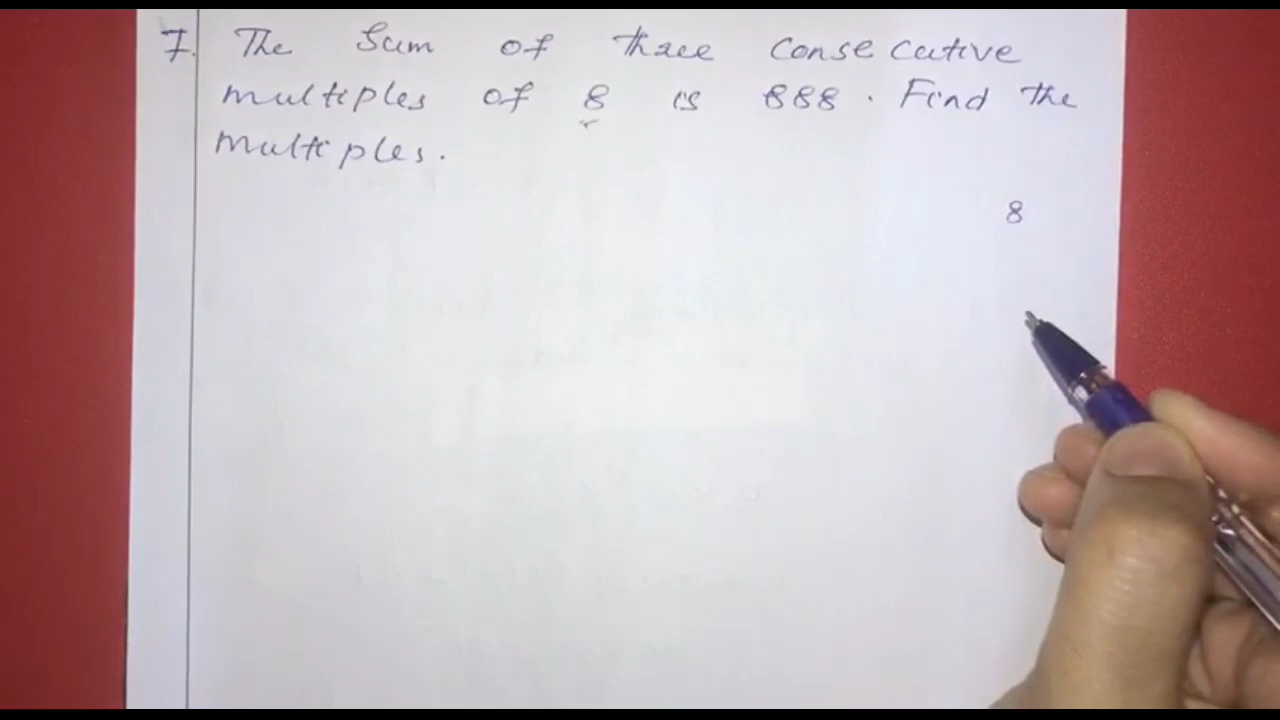 7. The Sum of three consecutive
multiples of 8 is 888. Find the
multiples.
8